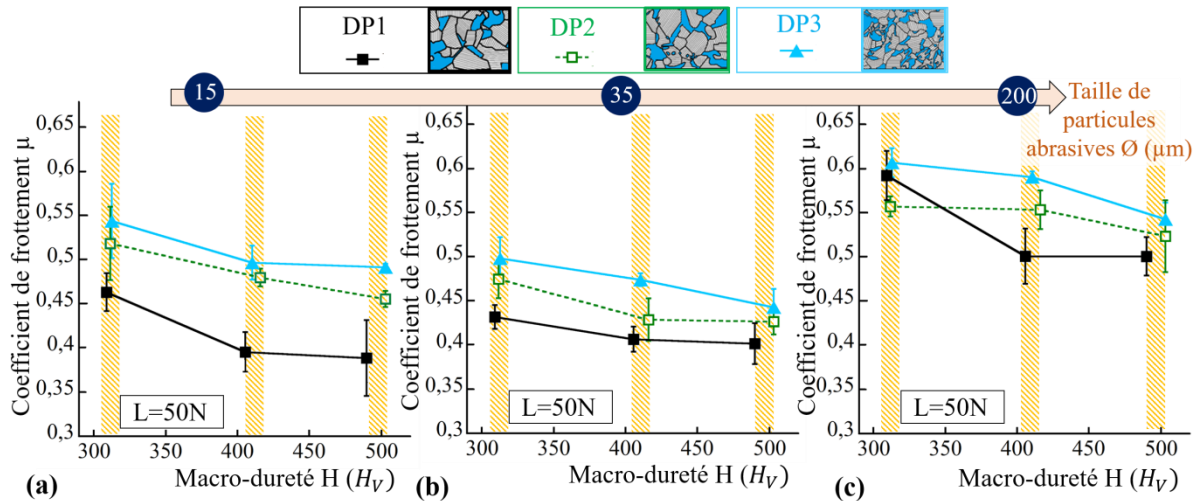 DP1
DP2
DP3
15
35
200
Taille de
particules
abrasives Ø (µm)
Coefficient de frottement µ
0,65
0,6
0,55
0,5
0,45
0,4
0,35
0,3
L=50N
300
400
500
(a)
Macro-dureté H (HV)
Coefficient de frottement µ
0,65
0,6
0,55
0,5
0,45
0,4
0,35
0,3
L=50N
300
350
400
450
500
(b)
Macro-dureté H (HV)
Coefficient de frottement µ
0,65
0,6
0,55
0,5
0,45
0,4
0,35
0,3
L=50N
300
350
400
450
500
(c)
Macro-dureté H (HV)